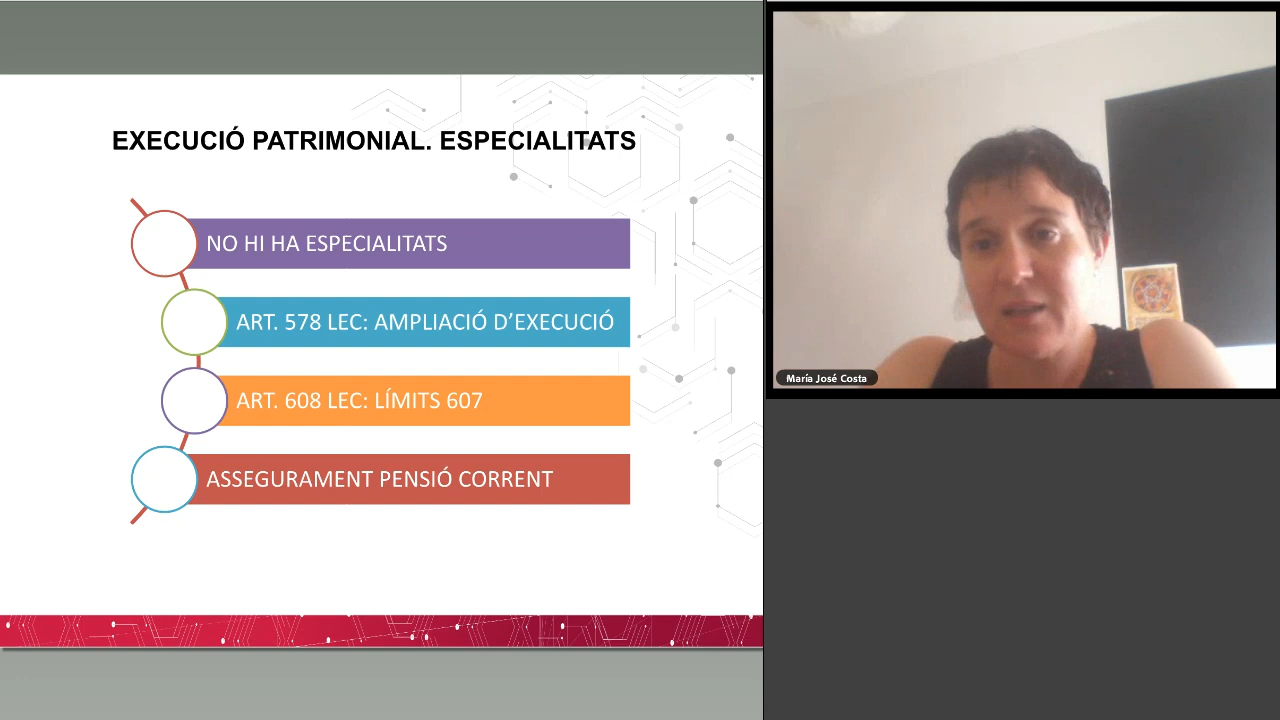 EXECUCIÓ PATRIMONIAL. ESPECIALITATS
NO HI HA ESPECIALITATS
ART. 578 LEC: AMPLIACIÓ D’EXECUCIÓ
ART. 608 LEC: LÍMITS 607
ASSEGURAMENT PENSIÓ CORRENT
María José Costa